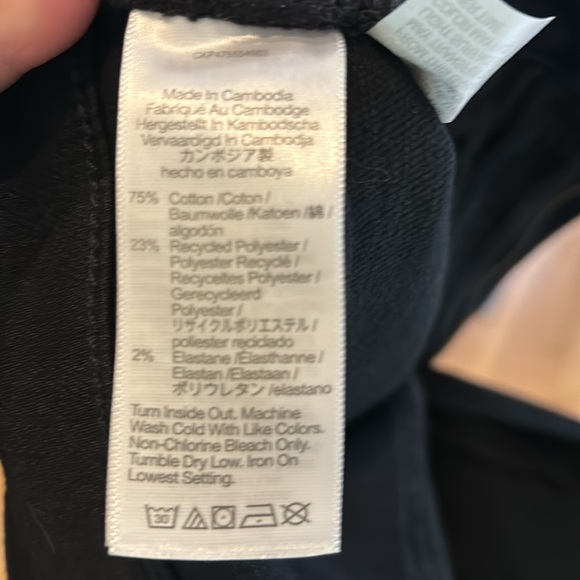 Made In Cambodia
Fabriqué Au Cambodge
Hergestellt In Kambodscha
Vervaardigd In Cambodja
カンボジア製
hecho en camboya
75% Cotton /Coton /
Baumwolle /Katoen /綿 /
algodón
23% Recycled Polyester /
Polyester Recyclé /
Recyceltes Polyester /
Gerecycleerd
Polyester /
リサイクルポリエステル /
poliester reciclado
2% Elastane /Élasthanne /
Elastan /Elastaan /
ポリウレタン /elastano
Turn Inside Out. Machine
Wash Cold With Like Colors.
Non-Chlorine Bleach Only.
Tumble Dry Low. Iron On
Lowest Setting.
30